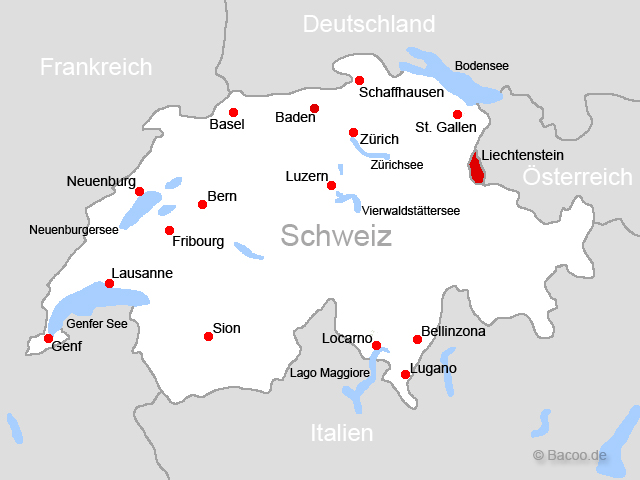 Deutschland
Frankreich
Bodensee
Schaffhausen
Baden
Basel
St. Gallen
Zürich
Liechtenstein
Zürichsee
Österreich
Luzern
Neuenburg
Bern
Vierwaldstättersee
Neuenburgersee
Fribourg
Schweiz
Lausanne
Genfer See
Sion
Bellinzona
Locarno
Genf
Lago Maggiore
Lugano
Italien
© Bacoo.de